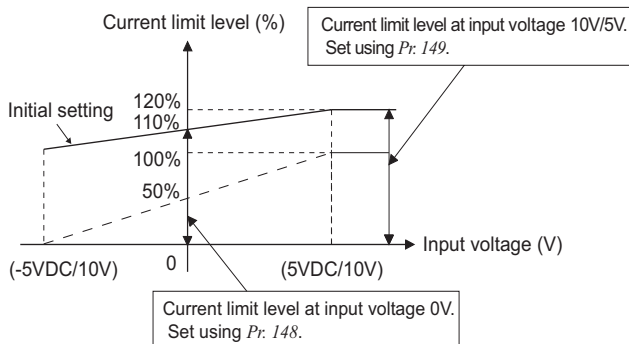 Current limit level (%)
Current limit level at input voltage 10V/5V.
Set using Pr. 149.
Initial setting
120%
110%
100%
50%
Input voltage (V)
(-5VDC/10V)
0
(5VDC/10V)
Current limit level at input voltage 0V.
Set using Pr. 148.